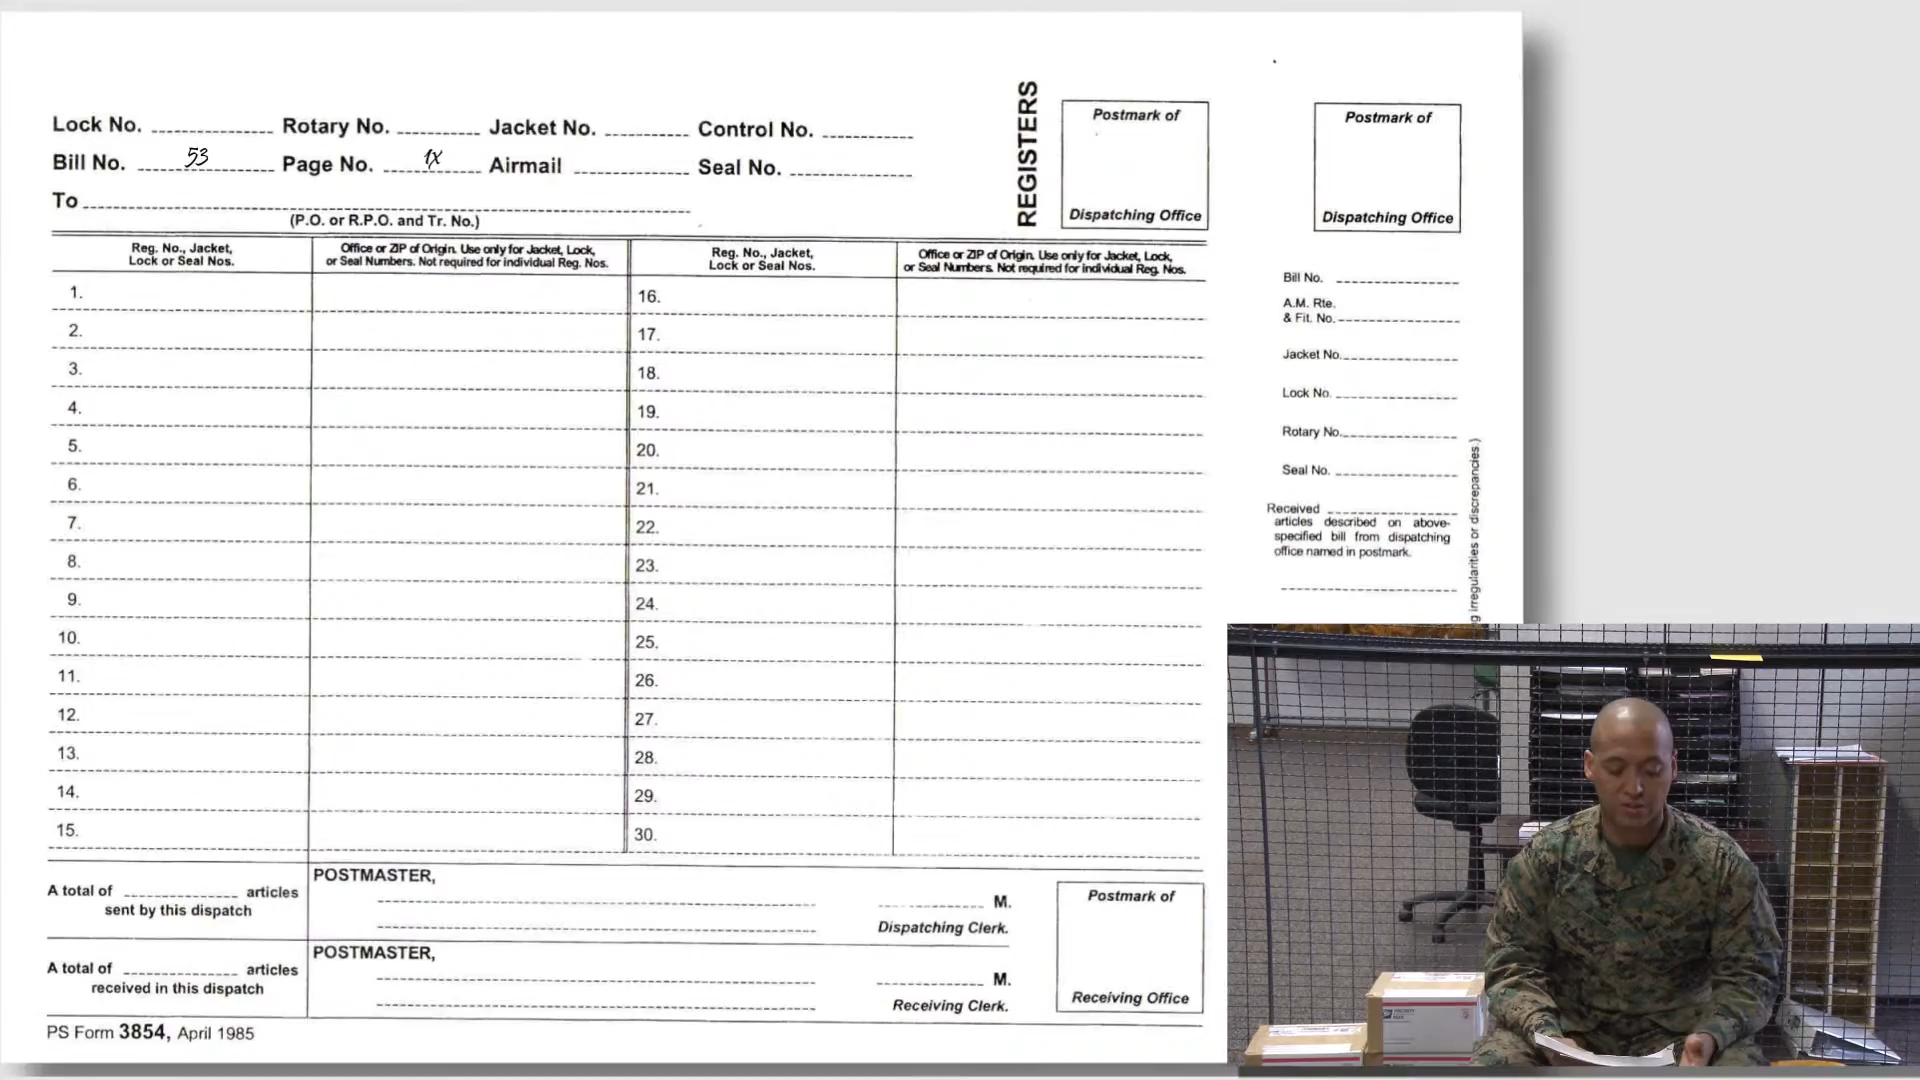 Lock No. Rotary No. Jacket No. Control No.
Bill No. 53 Page No. 1X Airmail Seal No.
To
(P.O. or R.P.O. and Tr. No.)
REGISTERS
Postmark of
Dispatching Office
Postmark of
Dispatching Office
Reg. No., Jacket,
Lock or Seal Nos.
Office or ZIP of Origin. Use only for Jacket, Lock,
or Seal Numbers. Not required for individual Reg. Nos.
Reg. No., Jacket,
Lock or Seal Nos.
Office or ZIP of Origin. Use only for Jacket, Lock,
or Seal Numbers. Not required for individual Reg. Nos.
1.
2.
3.
4.
5.
6.
7.
8.
9.
10.
11.
12.
13.
14.
15.
16.
17.
18.
19.
20.
21.
22.
23.
24.
25.
26.
27.
28.
29.
30.
Bill No.
A.M. Rte.
& Fit. No.
Jacket No.
Lock No.
Rotary No.
Seal No.
Received
articles described on above-
specified bill from dispatching
office named in postmark.
irregularities or discrepancies.)
A total of articles
sent by this dispatch
POSTMASTER,
M.
Dispatching Clerk.
A total of articles
received in this dispatch
POSTMASTER,
M.
Receiving Clerk.
Postmark of
Receiving Office
PS Form 3854, April 1985
PRIORITY